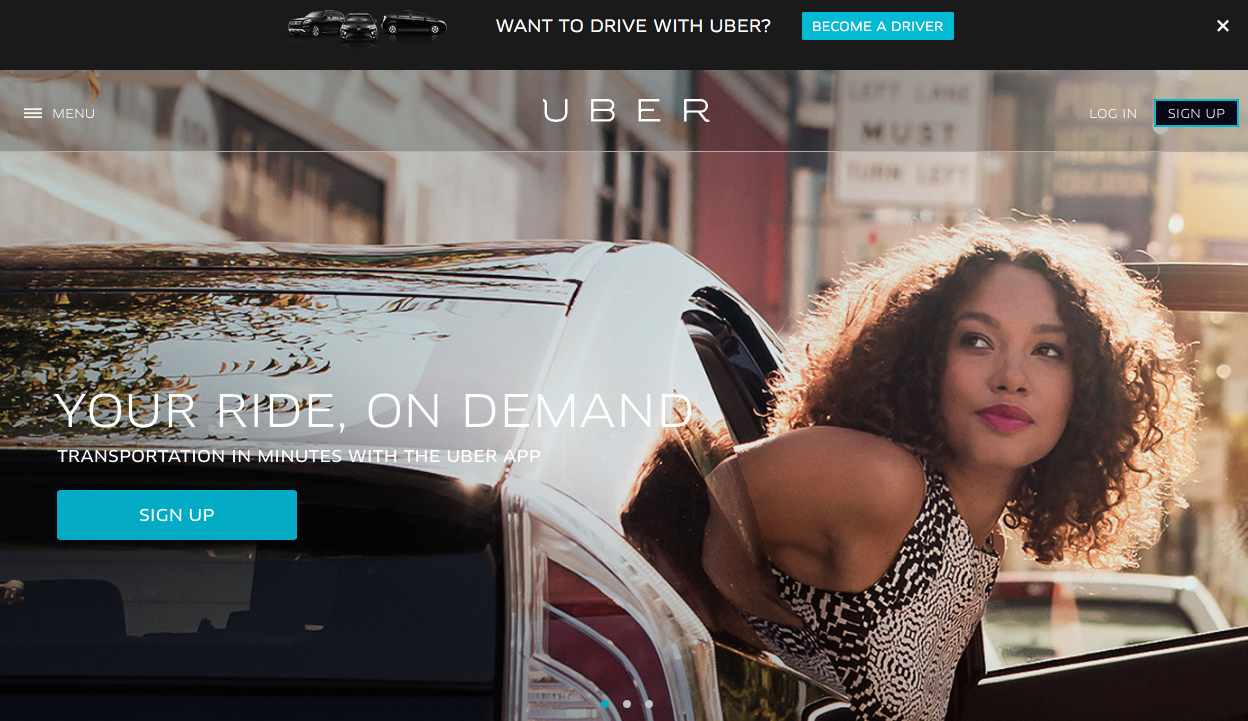 WANT TO DRIVE WITH UBER?
BECOME A DRIVER
MENU
UBER
LOG IN
SIGN UP
LEFT LANE
MUST
TURN LEFT
YOUR RIDE, ON DEMAND
TRANSPORTATION IN MINUTES WITH THE UBER APP
SIGN UP